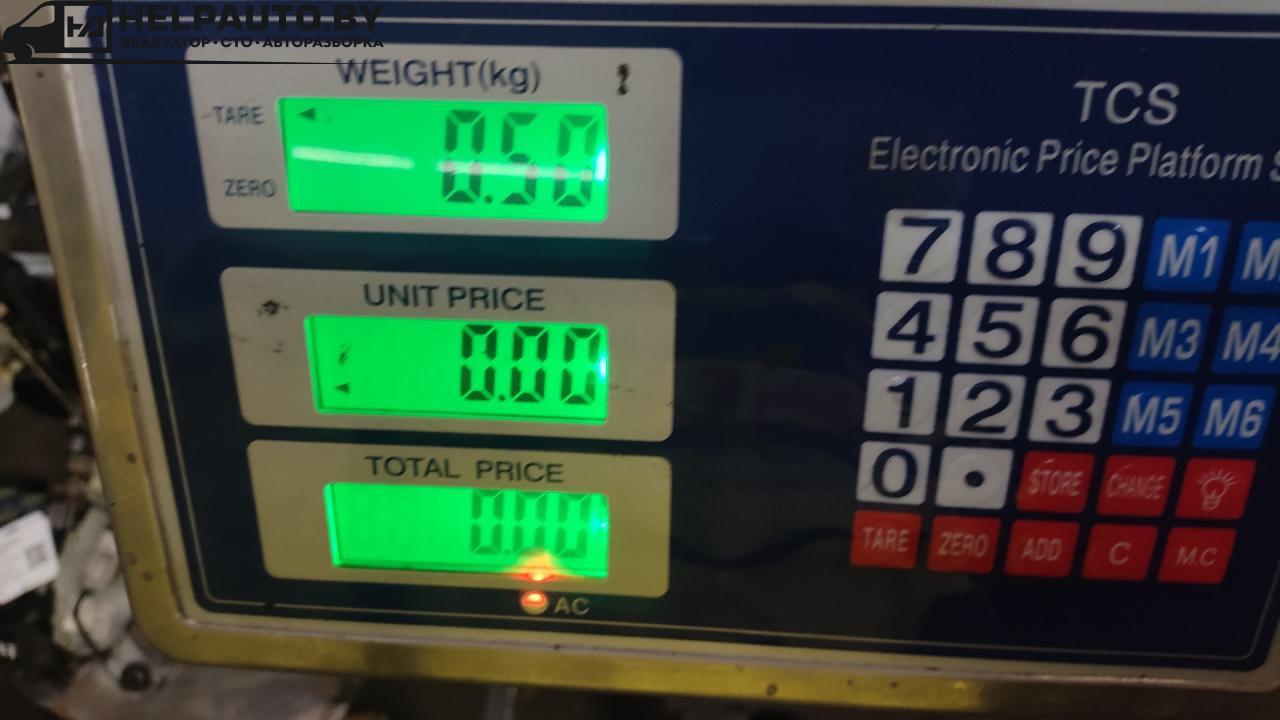 HELPAUTO.BY
ЭВАКУАТОР•СТО•АВТОРАЗБОРКА
WEIGHT(kg)
TARE
0.50
ZERO
UNIT PRICE
0.00
TOTAL PRICE
0.00
AC
TCS
Electronic Price Platform
7 8 9 M1
4 5 6 M3 M4
1 2 3 M5 M6
0 . STORE CHANGE
TARE ZERO ADD C M.C